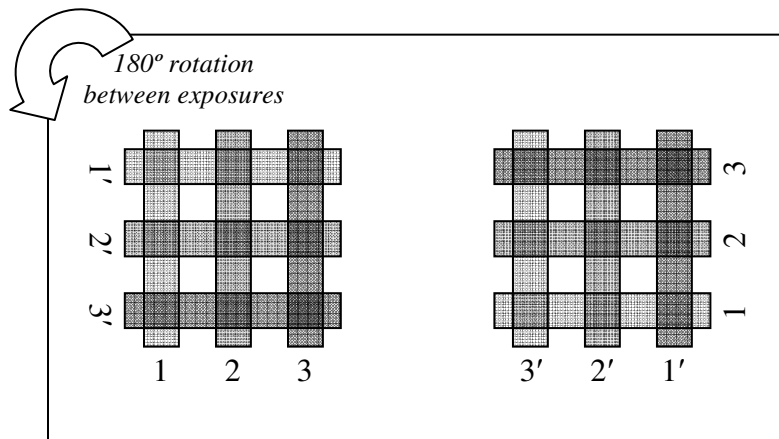 180º rotation
between exposures
1′
2′
3′
1 2 3
3
2
1
3′ 2′ 1′